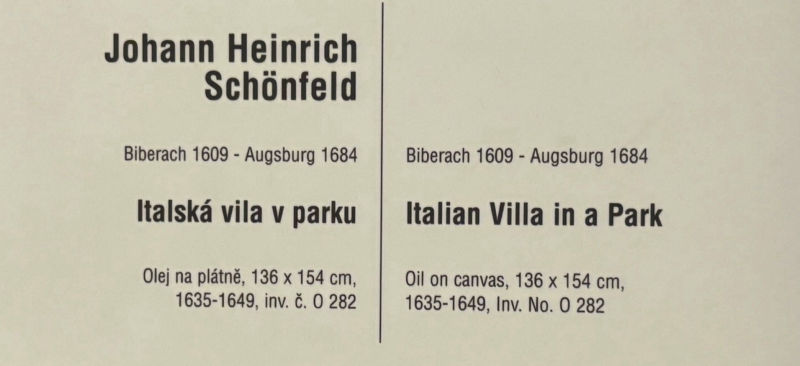 Johann Heinrich
Schönfeld
Biberach 1609 - Augsburg 1684
Italská vila v parku
Olej na plátně, 136 x 154 cm,
1635-1649, inv. č. O 282
Biberach 1609 - Augsburg 1684
Italian Villa in a Park
Oil on canvas, 136 x 154 cm,
1635-1649, Inv. No. O 282